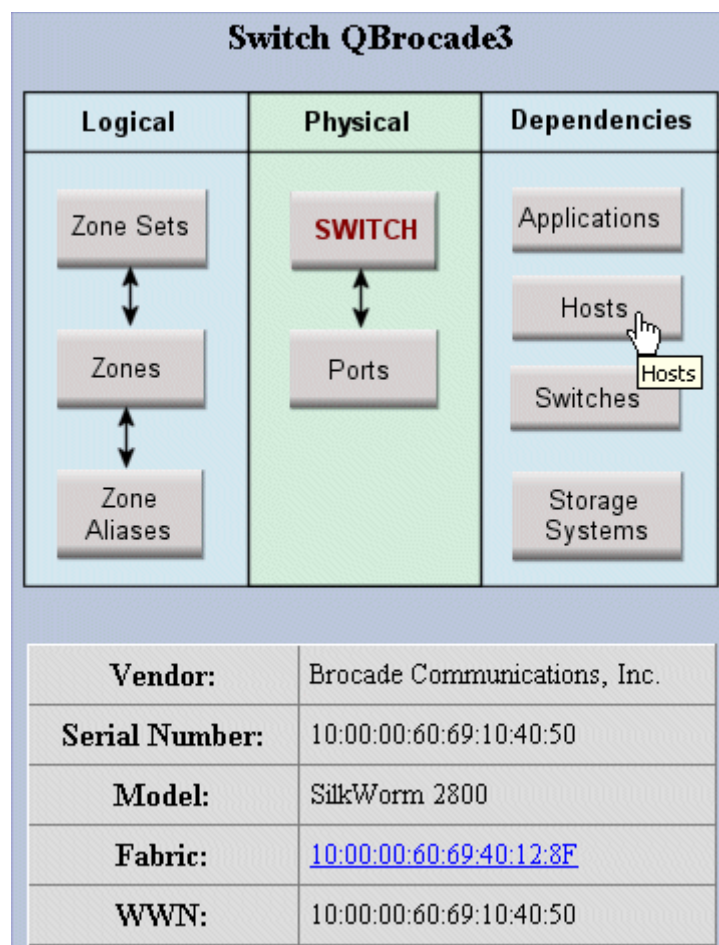 Switch QBrocade3
Logical
Physical
Dependencies
Zone Sets
SWITCH
Applications
Hosts
Hosts
Zones
Ports
Switches
Zone
Aliases
Storage
Systems
Vendor: Brocade Communications, Inc.
Serial Number: 10:00:00:60:69:10:40:50
Model: SilkWorm 2800
Fabric: 10:00:00:60:69:40:12:8F
WWN: 10:00:00:60:69:10:40:50